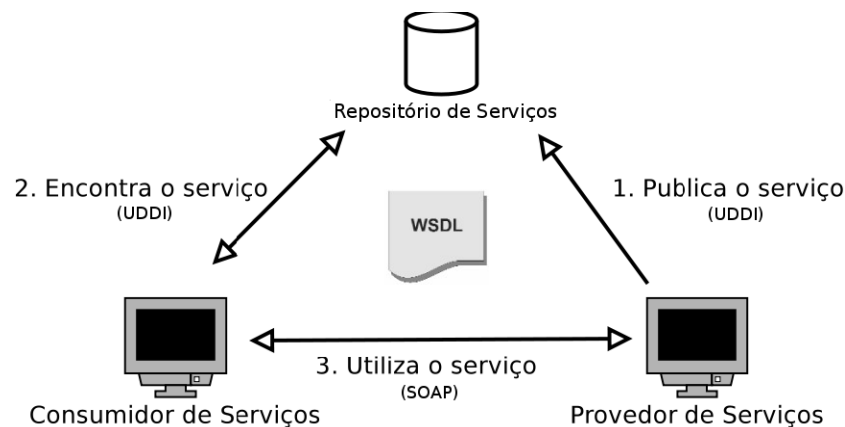 Repositório de Serviços
2. Encontra o serviço
(UDDI)
1. Publica o serviço
(UDDI)
WSDL
3. Utiliza o serviço
(SOAP)
Consumidor de Serviços
Provedor de Serviços